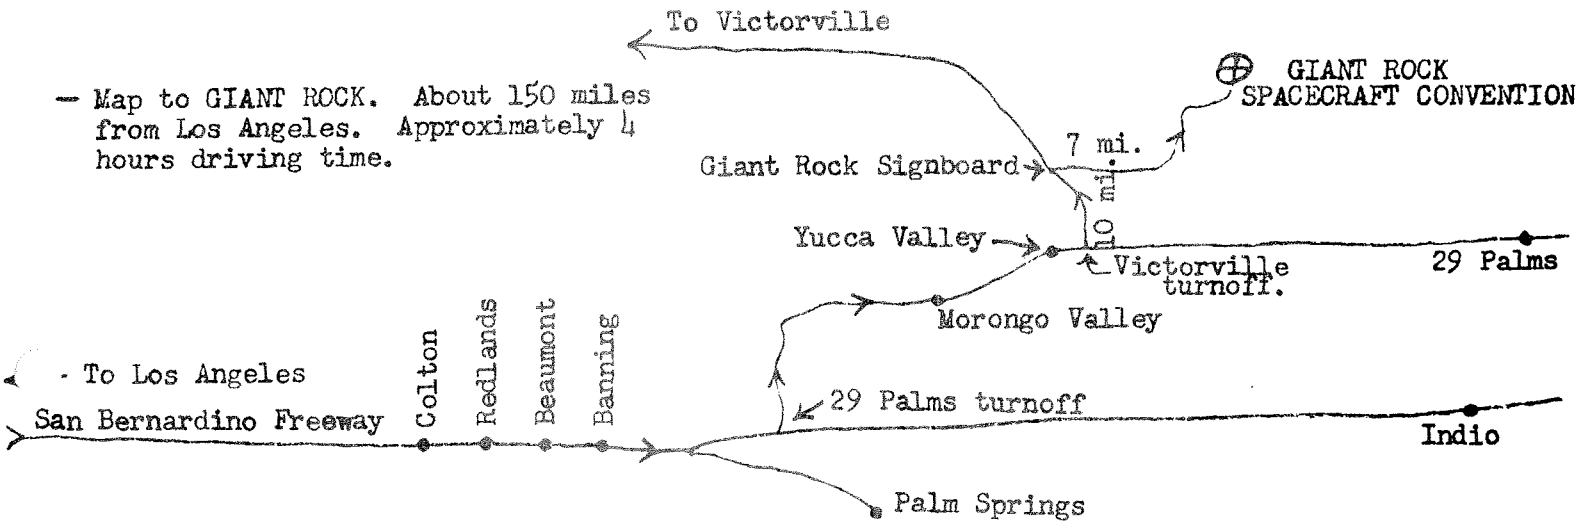 To Victorville
— Map to GIANT ROCK. About 150 miles
from Los Angeles. Approximately 4
hours driving time.
GIANT ROCK
SPACECRAFT CONVENTION
7 mi.
Giant Rock Signboard
10 mi.
Yucca Valley
Victorville
turnoff.
29 Palms
Morongo Valley
Colton
Redlands
Beaumont
Banning
- To Los Angeles
San Bernardino Freeway
29 Palms turnoff
Indio
Palm Springs